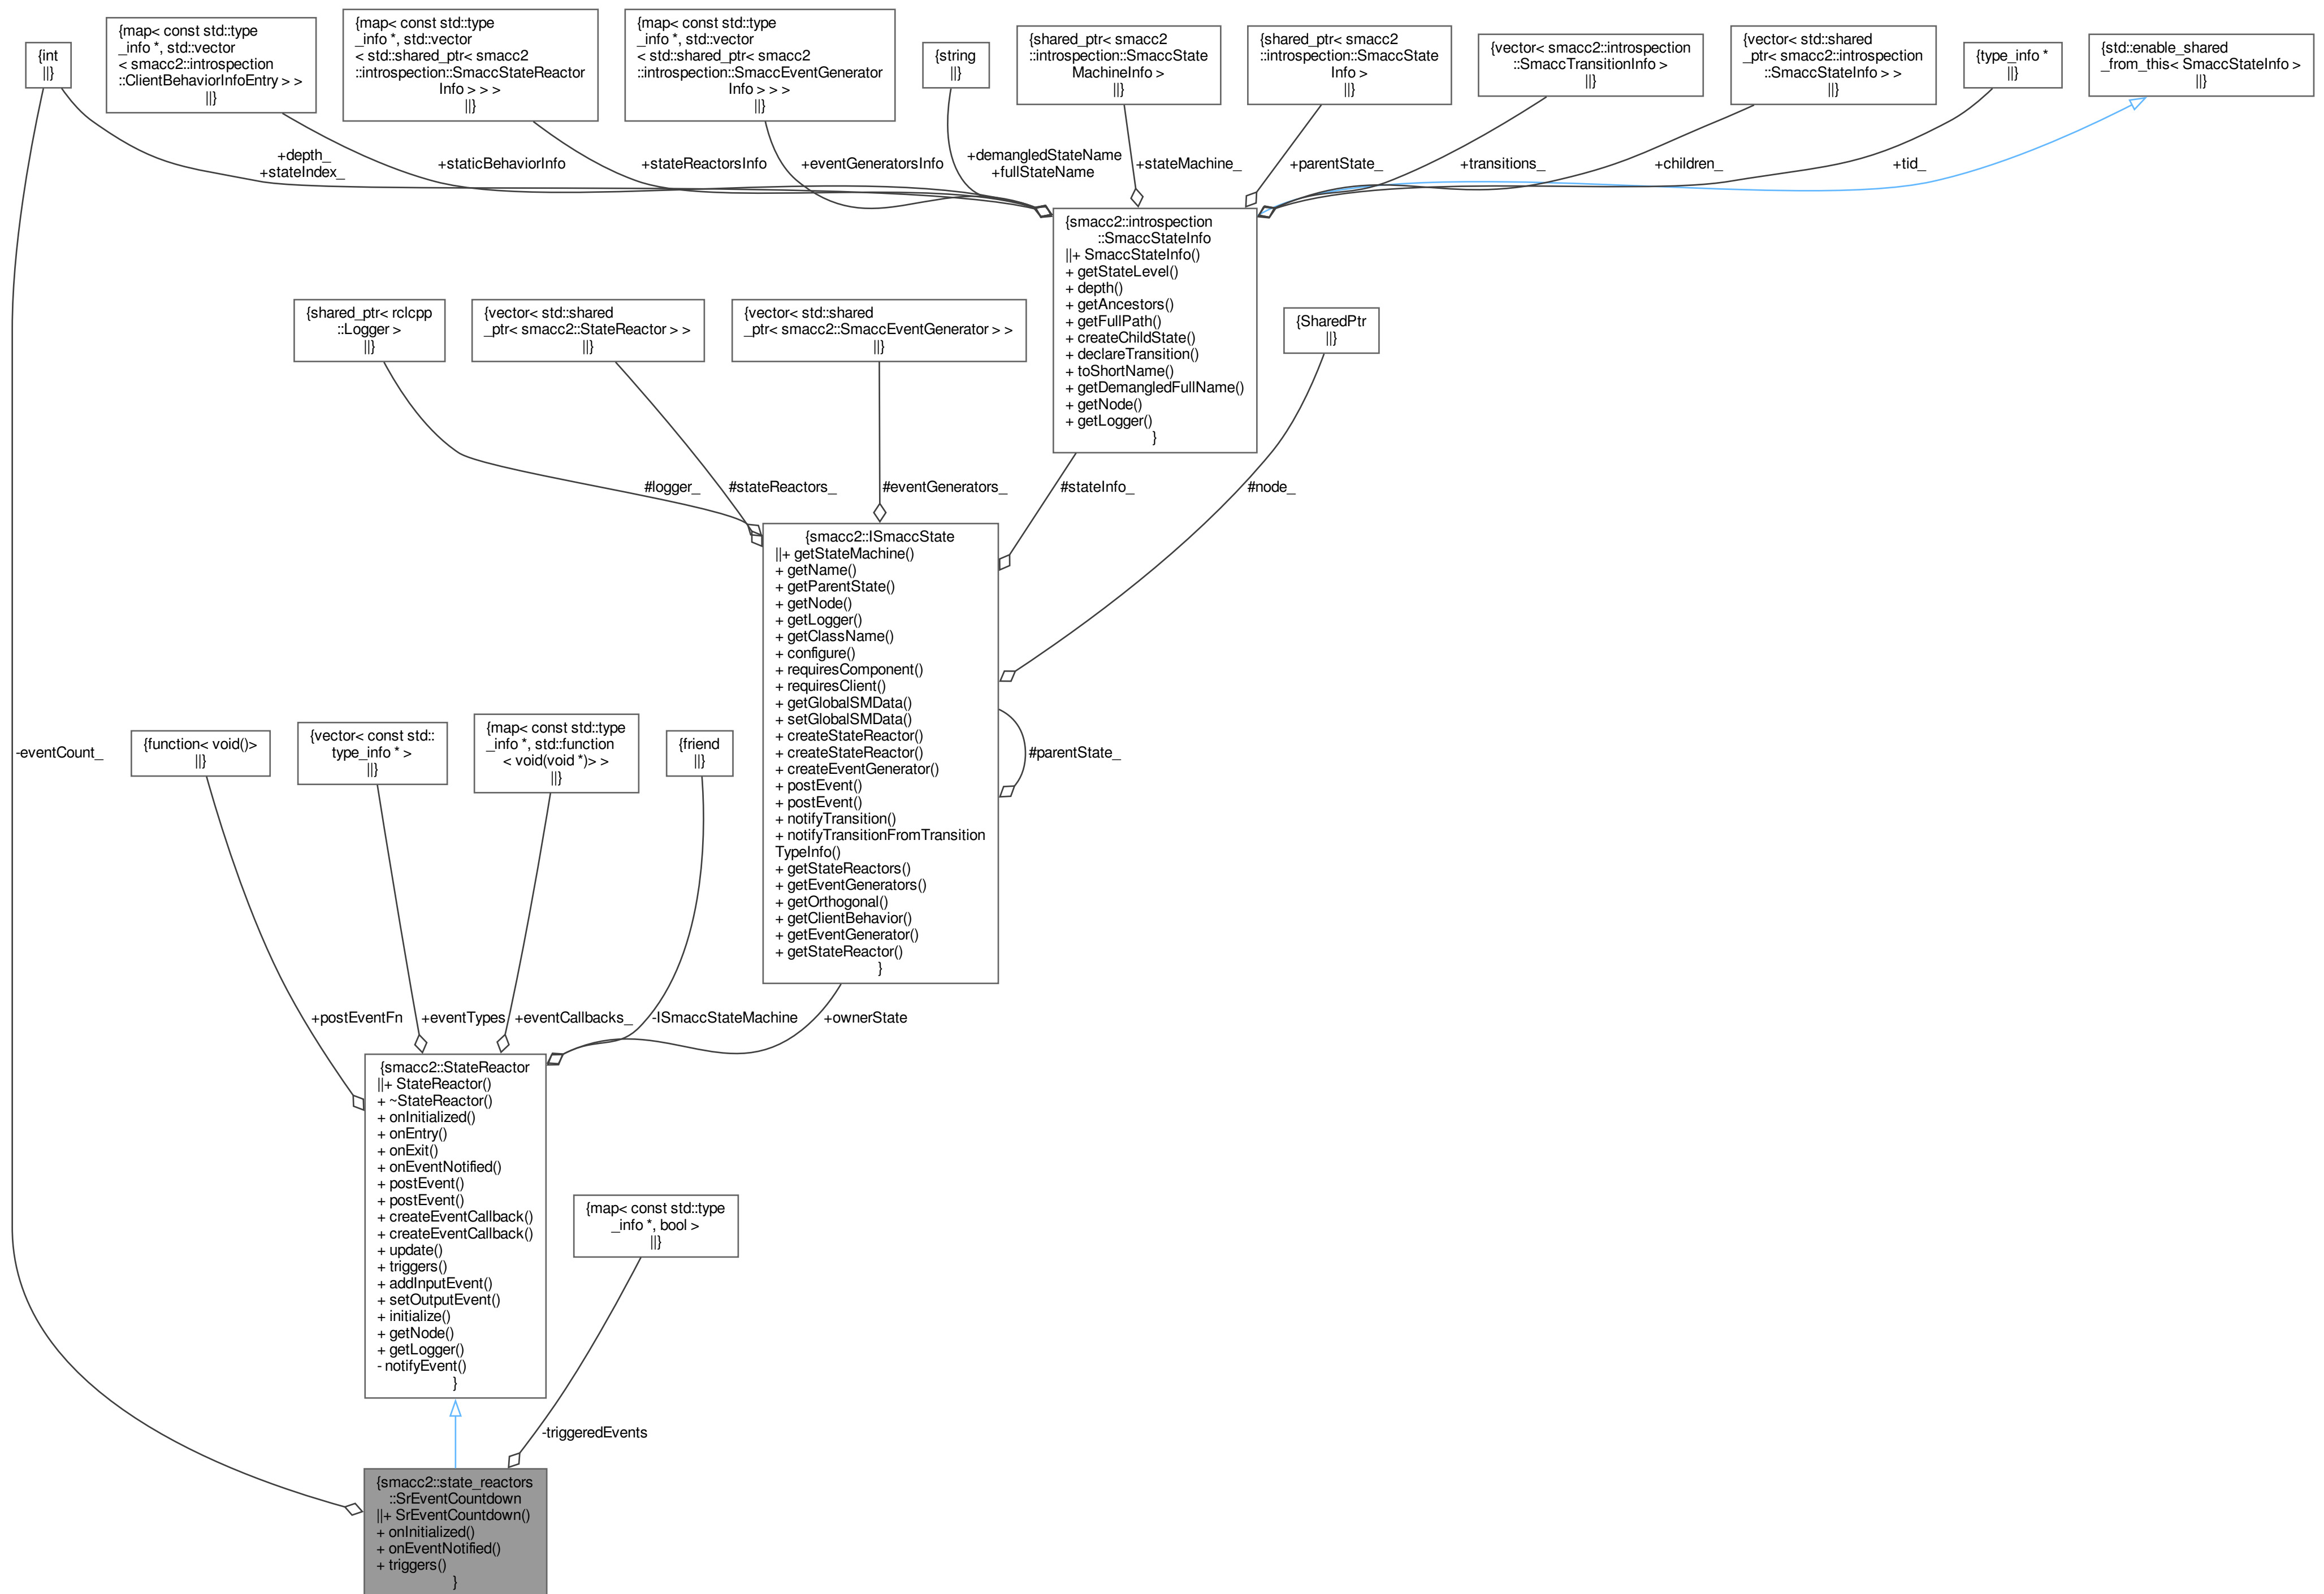 {int
||}
{map< const std::type
_info *, std::vector
< smacc2::introspection
::ClientBehaviorInfoEntry > >
||}
{map< const std::type
_info *, std::vector
< std::shared_ptr< smacc2
::introspection::SmaccStateReactor
Info > > >
||}
{map< const std::type
_info *, std::vector
< std::shared_ptr< smacc2
::introspection::SmaccEventGenerator
Info > > >
||}
{string
||}
{shared_ptr< smacc2
::introspection::SmaccState
MachineInfo >
||}
{shared_ptr< smacc2
::introspection::SmaccState
Info >
||}
{vector< smacc2::introspection
::SmaccTransitionInfo >
||}
{vector< std::shared
_ptr< smacc2::introspection
::SmaccStateInfo > >
||}
{type_info *
||}
{std::enable_shared
_from_this< SmaccStateInfo >
||}
+depth_
+stateIndex_
+staticBehaviorInfo
+stateReactorsInfo
+eventGeneratorsInfo
+demangledStateName
+fullStateName
+stateMachine_
+parentState_
+transitions_
+children_
+tid_
{smacc2::introspection
::SmaccStateInfo
||+ SmaccStateInfo()
+ getStateLevel()
+ depth()
+ getAncestors()
+ getFullPath()
+ createChildState()
+ declareTransition()
+ toShortName()
+ getDemangledFullName()
+ getNode()
+ getLogger()
}
{shared_ptr< rclcpp
::Logger >
||}
{vector< std::shared
_ptr< smacc2::StateReactor > >
||}
{vector< std::shared
_ptr< smacc2::SmaccEventGenerator > >
||}
{SharedPtr
||}
#logger_
#stateReactors_
#eventGenerators_
#stateInfo_
#node_
{smacc2::ISmaccState
||+ getStateMachine()
+ getName()
+ getParentState()
+ getNode()
+ getLogger()
+ getClassName()
+ configure()
+ requiresComponent()
+ requiresClient()
+ getGlobalSMData()
+ setGlobalSMData()
+ createStateReactor()
+ createStateReactor()
+ createEventGenerator()
+ postEvent()
+ postEvent()
+ notifyTransition()
+ notifyTransitionFromTransition
TypeInfo()
+ getStateReactors()
+ getEventGenerators()
+ getOrthogonal()
+ getClientBehavior()
+ getEventGenerator()
+ getStateReactor()
}
#parentState_
-eventCount_
{function< void()>
||}
{vector< const std::
type_info * >
||}
{map< const std::type
_info *, std::function
< void(void *)> >
||}
{friend
||}
+postEventFn
+eventTypes
+eventCallbacks_
-ISmaccStateMachine
+ownerState
{smacc2::StateReactor
||+ StateReactor()
+ ~StateReactor()
+ onInitialized()
+ onEntry()
+ onExit()
+ onEventNotified()
+ postEvent()
+ postEvent()
+ createEventCallback()
+ createEventCallback()
+ update()
+ triggers()
+ addInputEvent()
+ setOutputEvent()
+ initialize()
+ getNode()
+ getLogger()
- notifyEvent()
}
{map< const std::type
_info *, bool >
||}
-triggeredEvents
{smacc2::state_reactors
::SrEventCountdown
||+ SrEventCountdown()
+ onInitialized()
+ onEventNotified()
+ triggers()
}